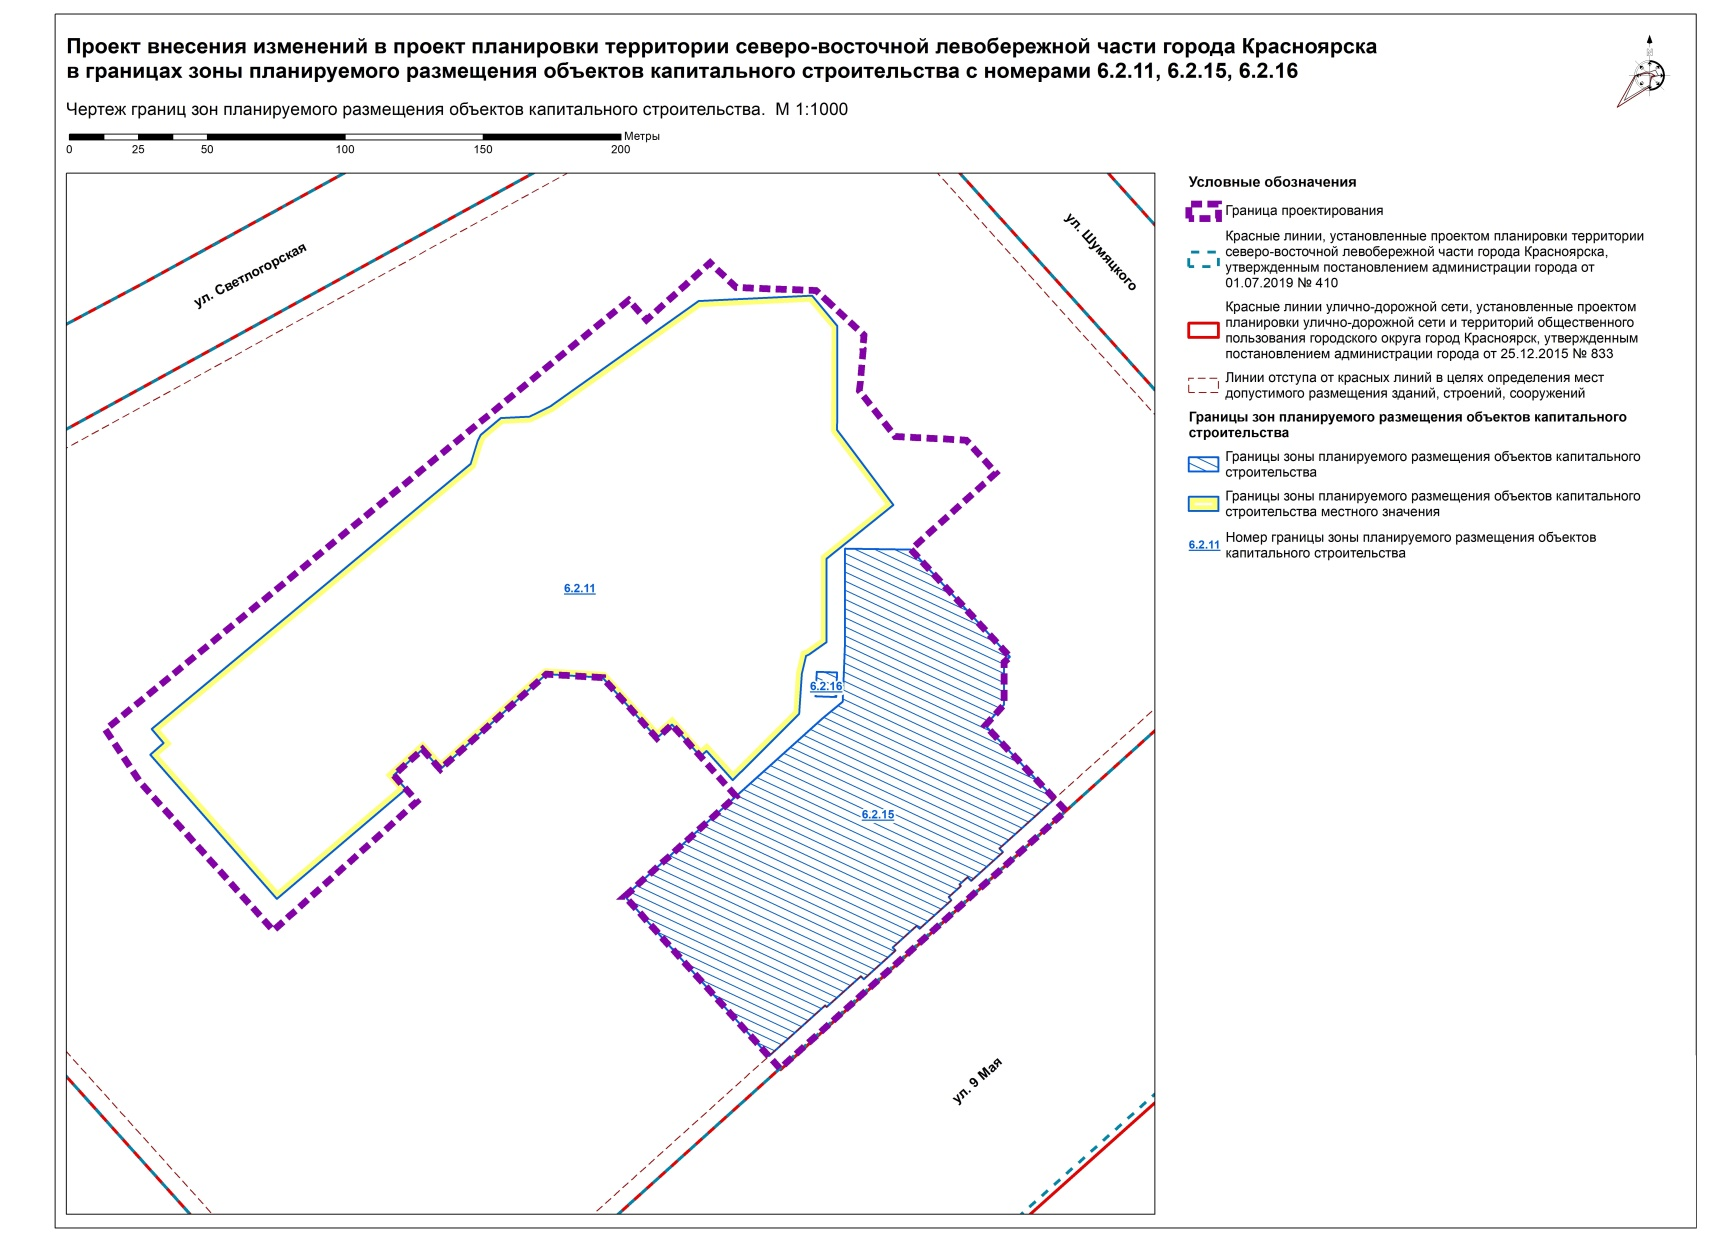 Проект внесения изменений в проект планировки территории северо-восточной левобережной части города Красноярска
в границах зоны планируемого размещения объектов капитального строительства с номерами 6.2.11, 6.2.15, 6.2.16
Чертеж границ зон планируемого размещения объектов капитального строительства.  М 1:1000
Метры
0 25 50 100 150 200
ул. Светлогорская
ул. Шумяцкого
6.2.11
6.2.16
6.2.15
ул. 9 Мая
Условные обозначения
Граница проектирования
Красные линии, установленные проектом планировки территории
северо-восточной левобережной части города Красноярска,
утвержденным постановлением администрации города от
01.07.2019 № 410
Красные линии улично-дорожной сети, установленные проектом
планировки улично-дорожной сети и территорий общественного
пользования городского округа город Красноярск, утвержденным
постановлением администрации города от 25.12.2015 № 833
Линии отступа от красных линий в целях определения мест
допустимого размещения зданий, строений, сооружений
Границы зон планируемого размещения объектов капитального
строительства
Границы зоны планируемого размещения объектов капитального
строительства
Границы зоны планируемого размещения объектов капитального
строительства местного значения
6.2.11 Номер границы зоны планируемого размещения объектов
капитального строительства